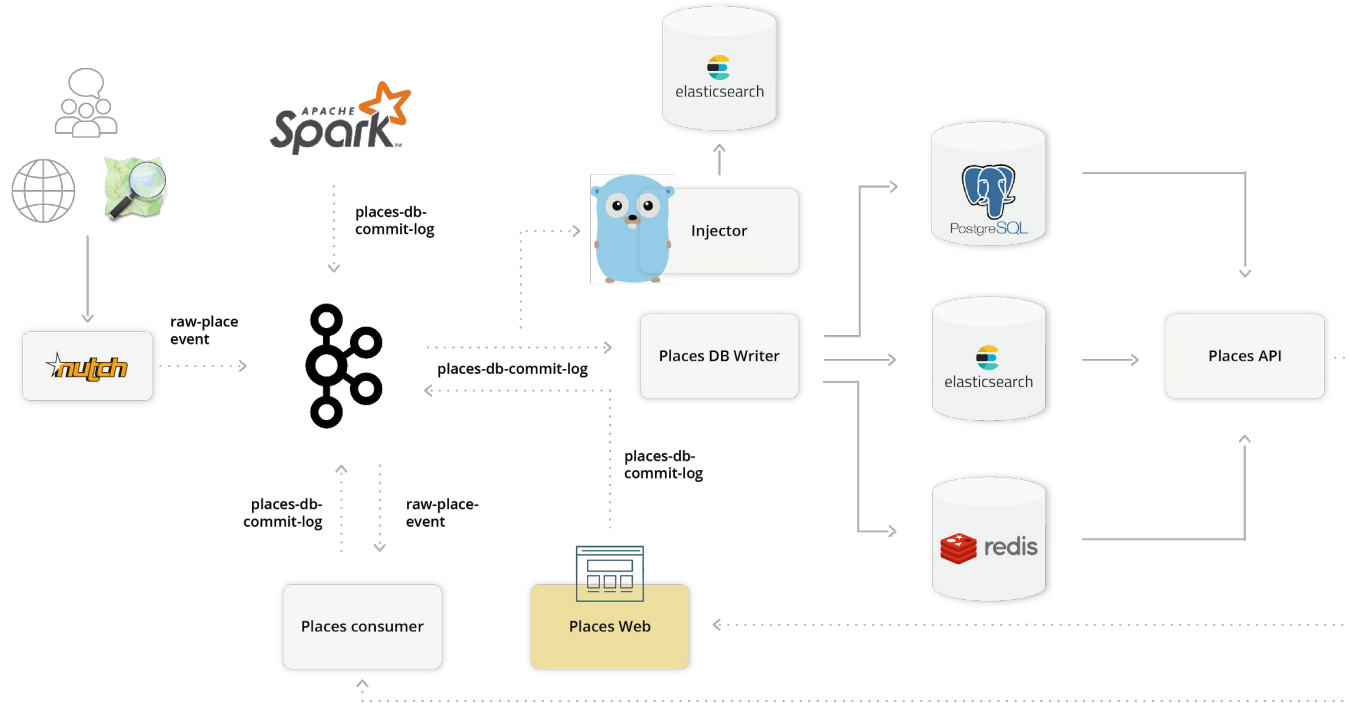 elasticsearch
APACHE
Spark
TM
places-db-
commit-log
Injector
PostgreSQL
raw-place
event
nutch
places-db-commit-log
Places DB Writer
elasticsearch
Places API
places-db-
commit-log
places-db-
commit-log
raw-place-
event
redis
Places consumer
Places Web